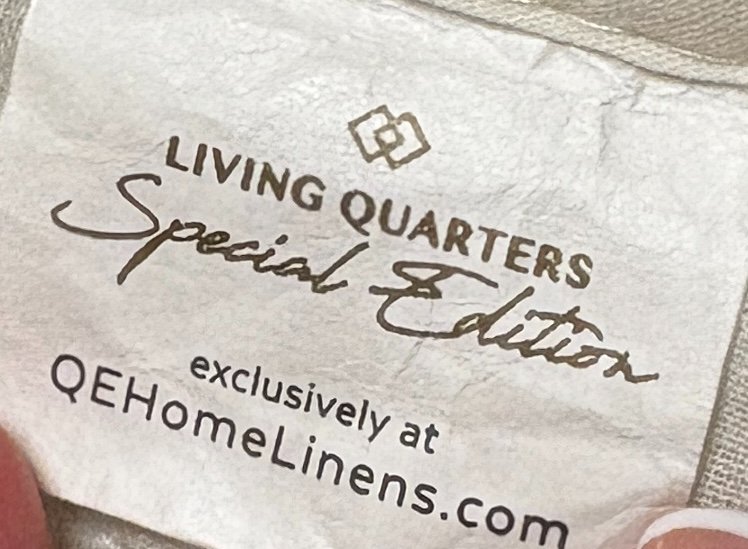 LIVING QUARTERS
Special Edition
exclusively at
QEHomeLinens.com